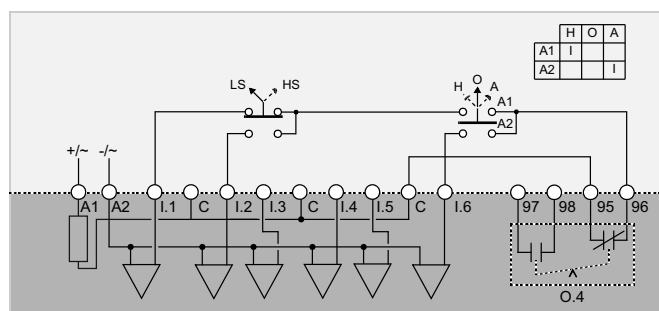 H O A
A1 I
A2 I
LS HS
O
H A
A1
A2
+/~ -/~
A1 A2 I.1 C I.2 I.3 C I.4 I.5 C I.6 97 98 95 96
O.4